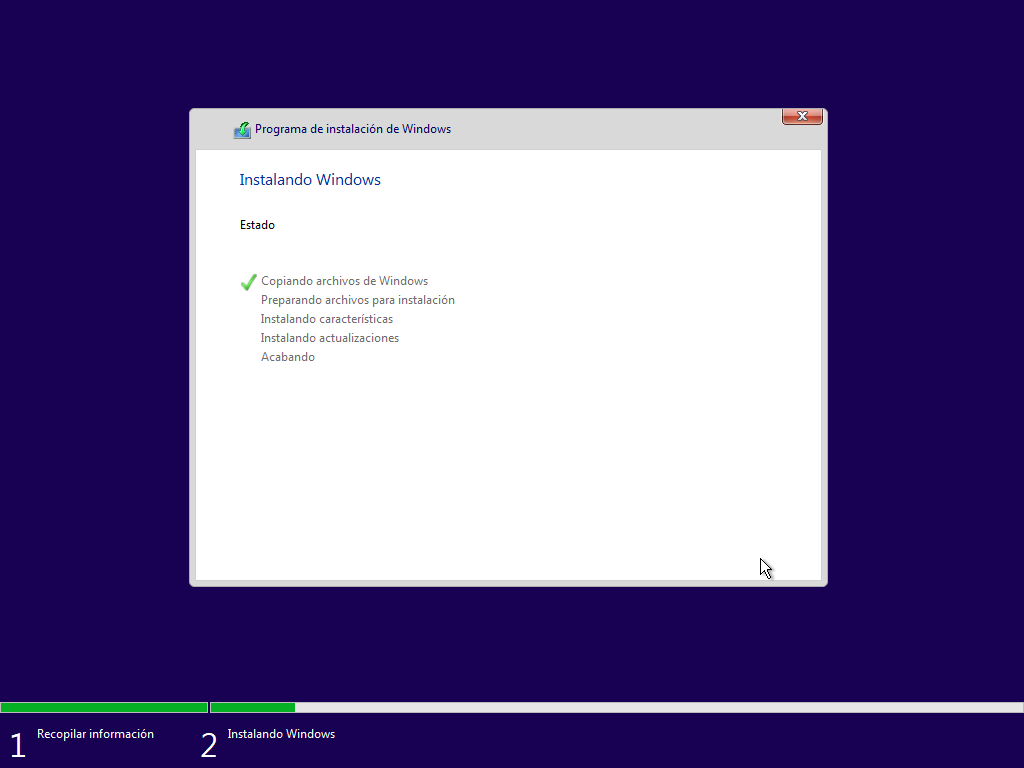 Programa de instalación de Windows
Instalando Windows
Estado
Copiando archivos de Windows
Preparando archivos para instalación
Instalando características
Instalando actualizaciones
Acabando
1 Recopilar información
2 Instalando Windows